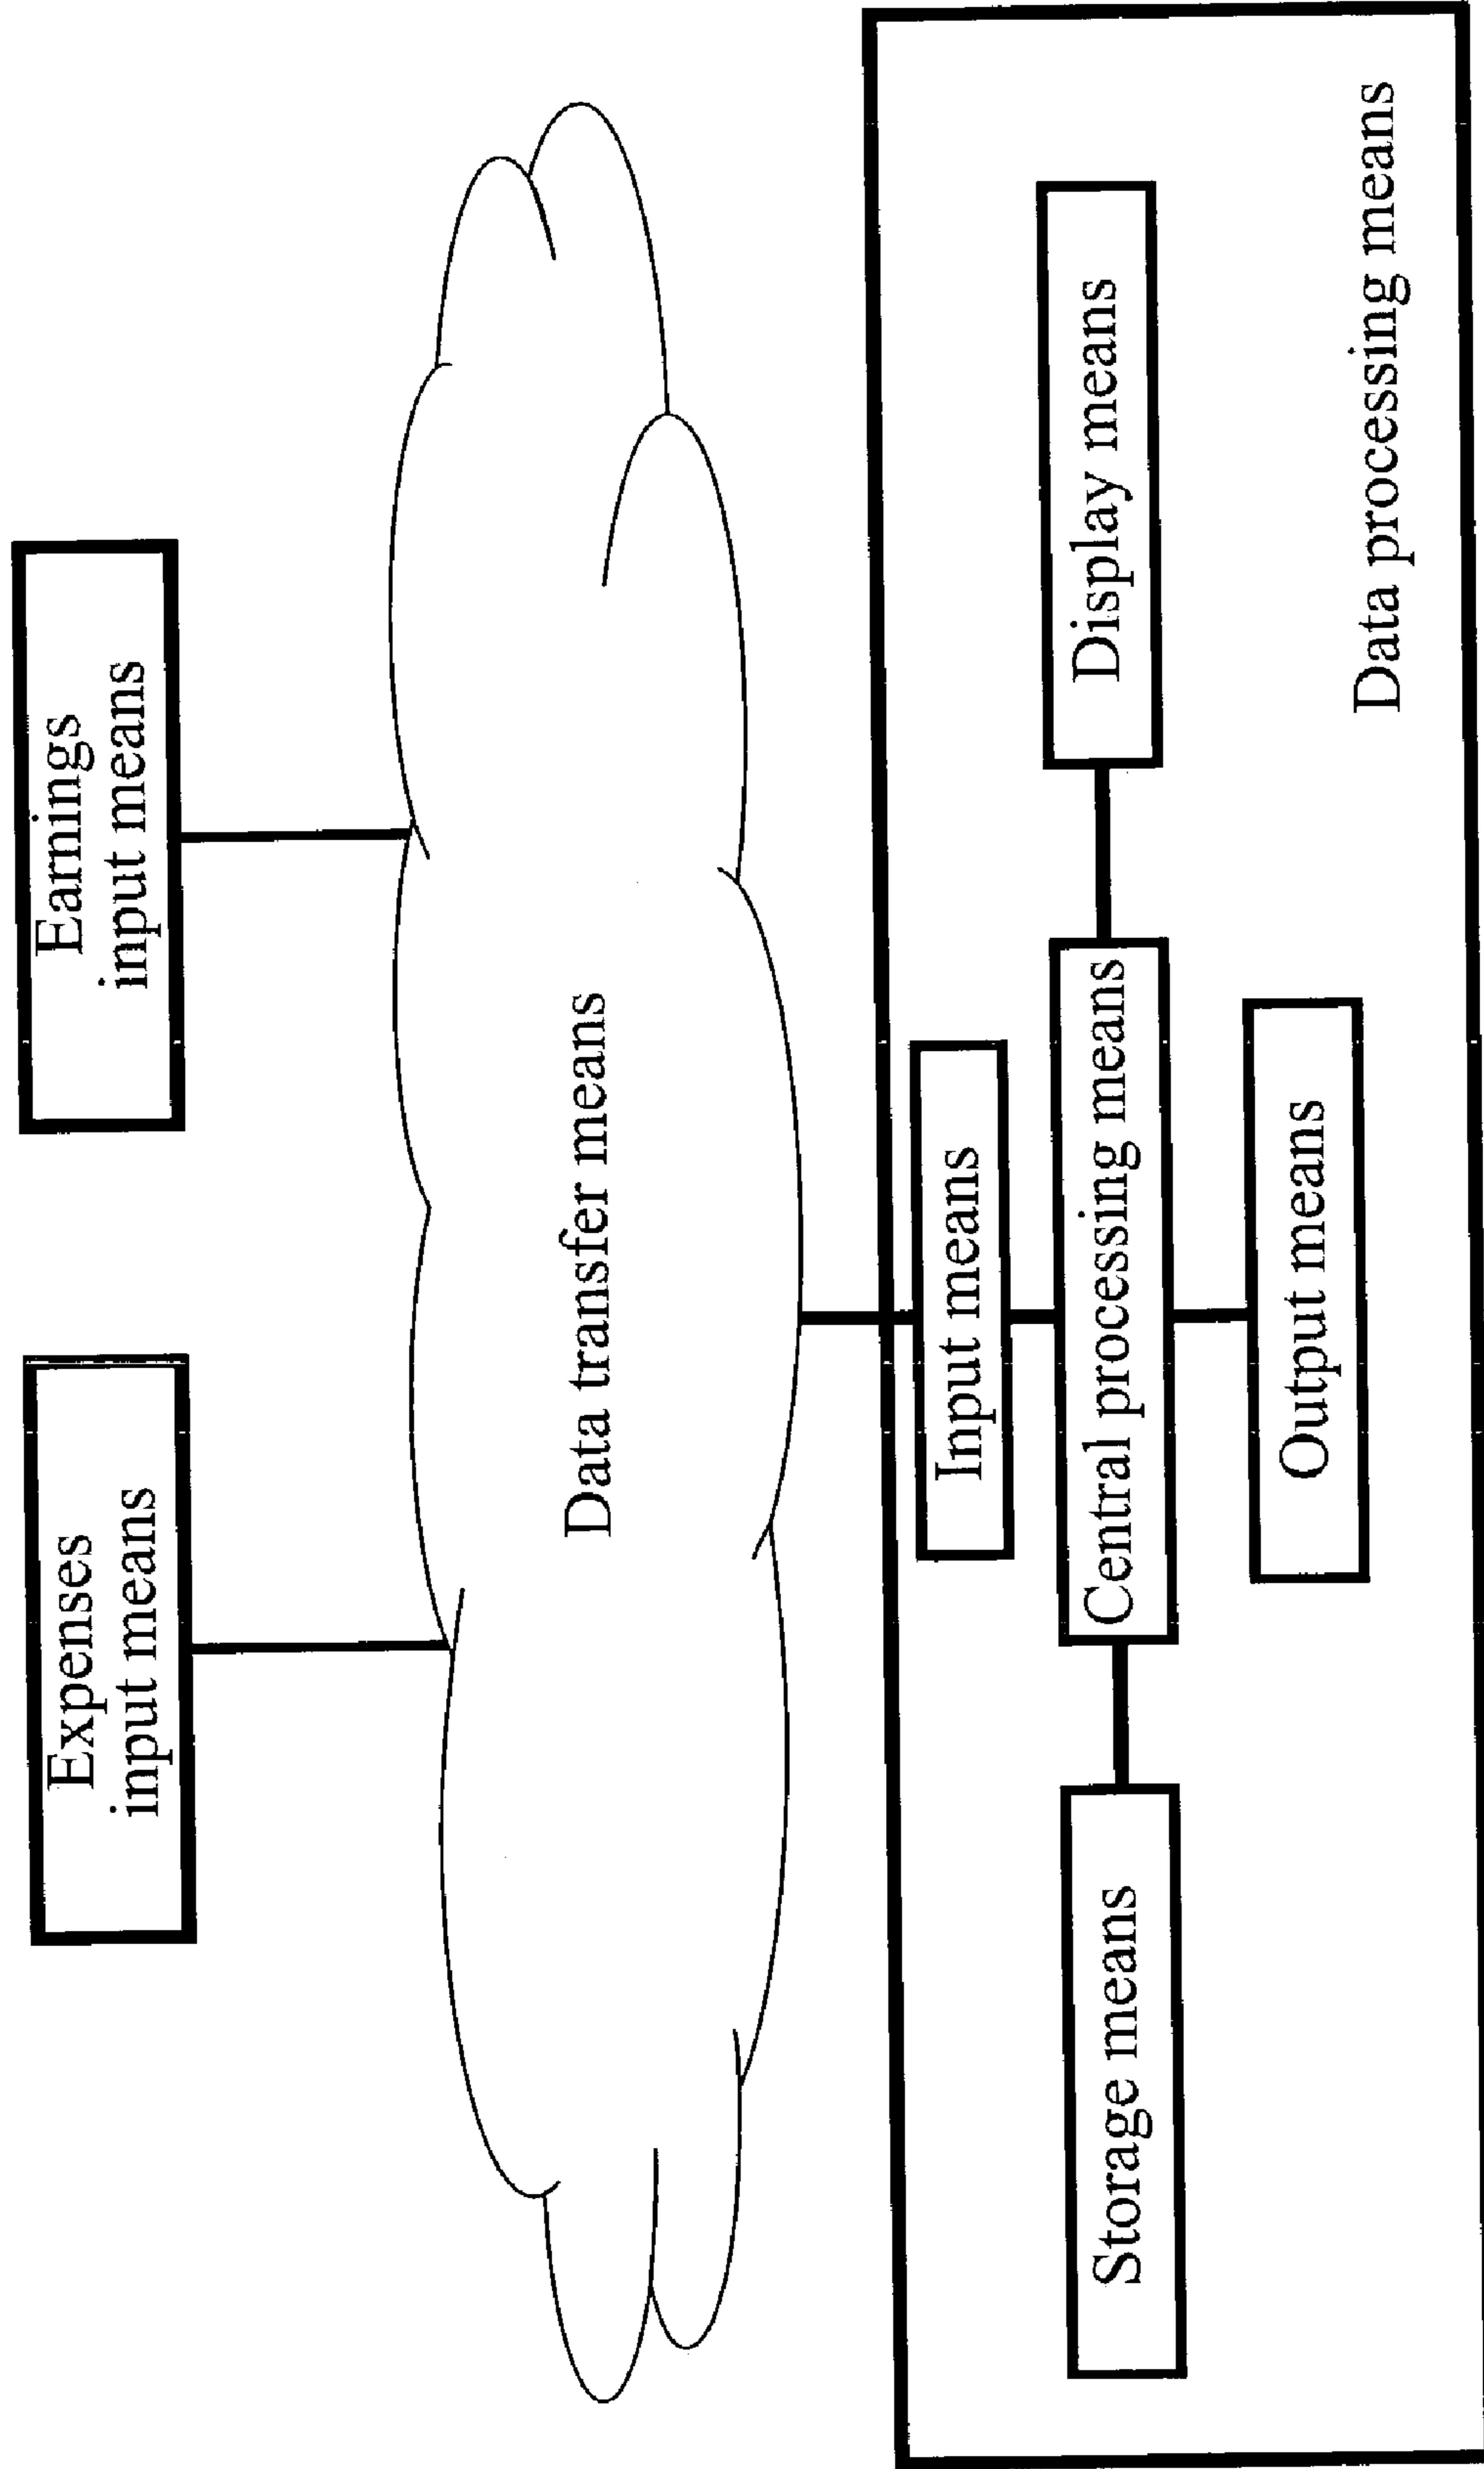 Expenses
input means
Earnings
input means
Data transfer means
Input means
Storage means
Central processing means
Display means
Output means
Data processing means